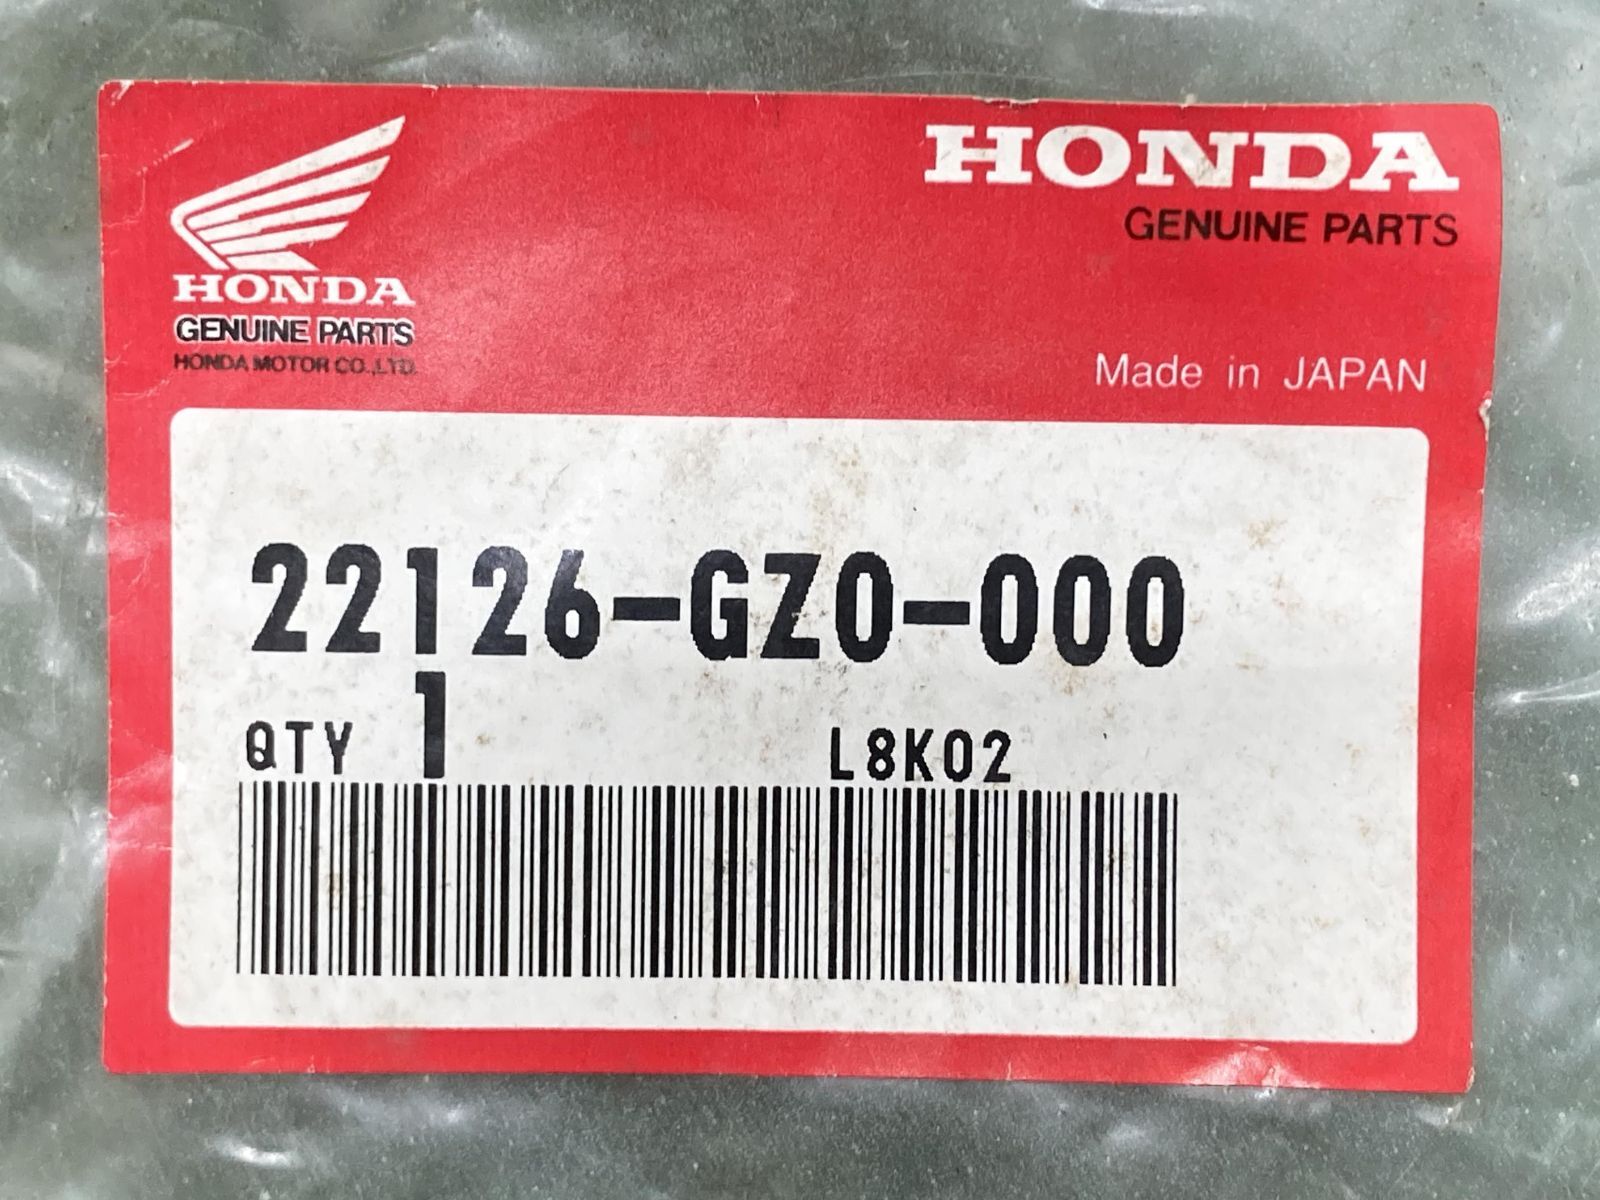 HONDA
GENUINE PARTS
HONDA
GENUINE PARTS
HONDA MOTOR CO.,LTD.
Made in JAPAN
22126-GZ0-000
QTY 1 L8K02